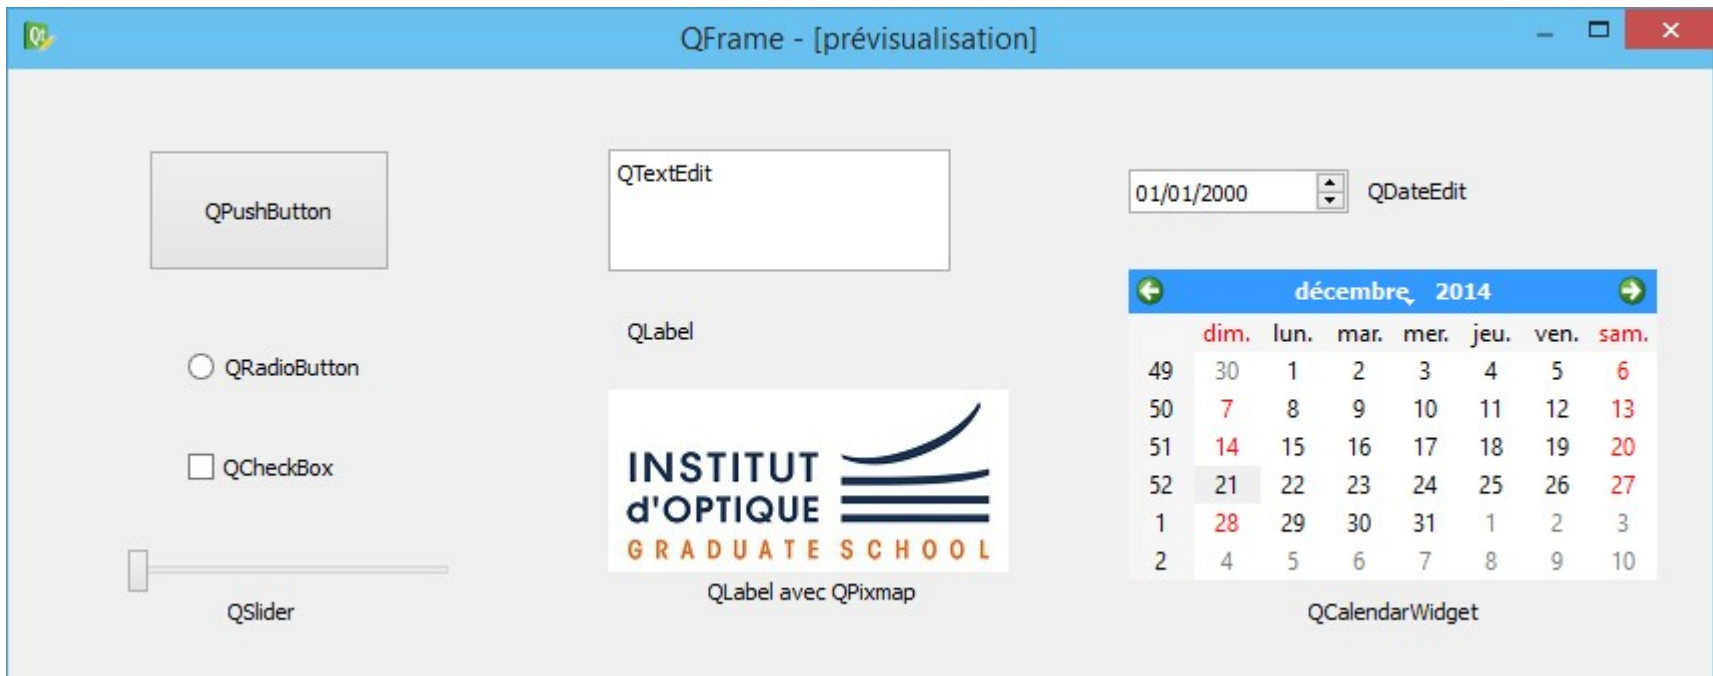 QFrame - [prévisualisation]
QPushButton
QRadioButton
QCheckBox
QSlider
QTextEdit
QLabel
INSTITUT
d'OPTIQUE
GRADUATE SCHOOL
QLabel avec QPixmap
01/01/2000 QDateEdit
décembre 2014
dim. lun. mar. mer. jeu. ven. sam.
49 30 1 2 3 4 5 6
50 7 8 9 10 11 12 13
51 14 15 16 17 18 19 20
52 21 22 23 24 25 26 27
1 28 29 30 31 1 2 3
2 4 5 6 7 8 9 10
QCalendarWidget